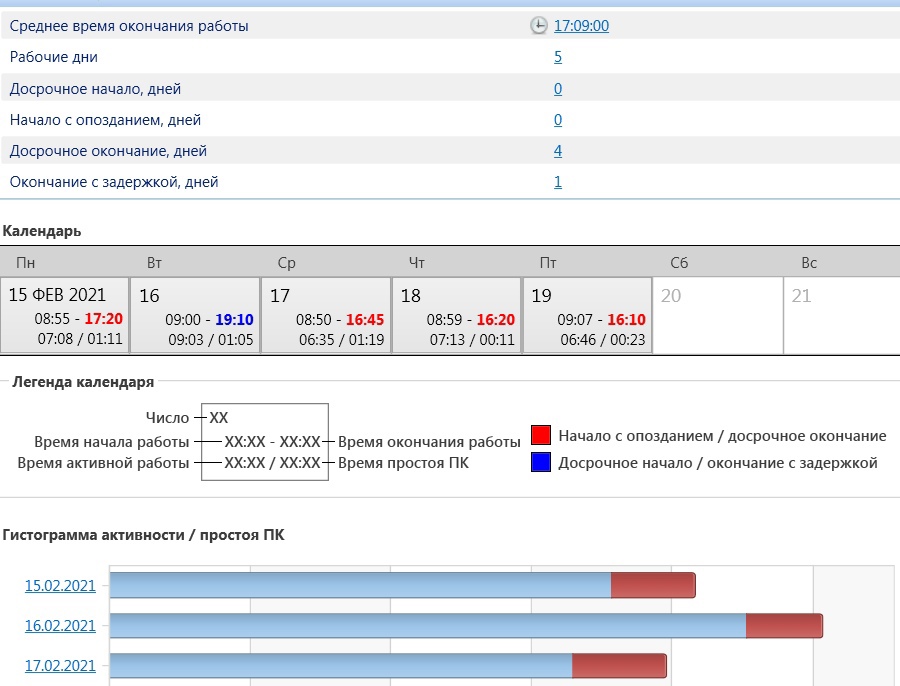 Среднее время окончания работы 17:09:00
Рабочие дни 5
Досрочное начало, дней 0
Начало с опозданием, дней 0
Досрочное окончание, дней 4
Окончание с задержкой, дней 1
Календарь
Пн Вт Ср Чт Пт Сб Вс
15 ФЕВ 2021 16 17 18 19 20 21
08:55 - 17:20 09:00 - 19:10 08:50 - 16:45 08:59 - 16:20 09:07 - 16:10
07:08 / 01:11 09:03 / 01:05 06:35 / 01:19 07:13 / 00:11 06:46 / 00:23
Легенда календаря
Число XX
Время начала работы XX:XX - XX:XX Время окончания работы Начало с опозданием / досрочное окончание
Время активной работы XX:XX / XX:XX Время простоя ПК Досрочное начало / окончание с задержкой
Гистограмма активности / простоя ПК
15.02.2021
16.02.2021
17.02.2021